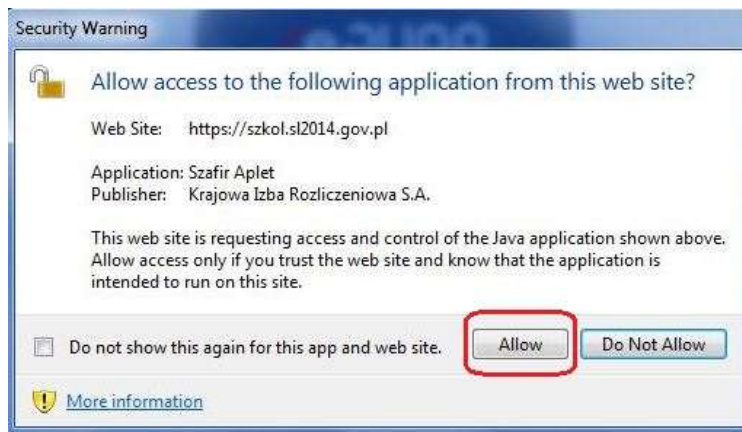 Security Warning
Allow access to the following application from this web site?
Web Site: https://szkol.sl2014.gov.pl
Application: Szafir Aplet
Publisher: Krajowa Izba Rozliczeniowa S.A.
This web site is requesting access and control of the Java application shown above.
Allow access only if you trust the web site and know that the application is
intended to run on this site.
Do not show this again for this app and web site.
Allow
Do Not Allow
More information